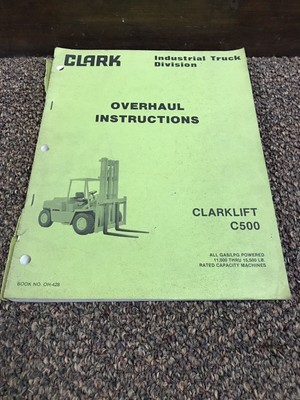 CLARK
Industrial Truck
Division
OVERHAUL
INSTRUCTIONS
CLARKLIFT
C500
ALL GAS/LPG POWERED
11,000 THRU 15,500 LB.
RATED CAPACITY MACHINES
BOOK NO. OH-428